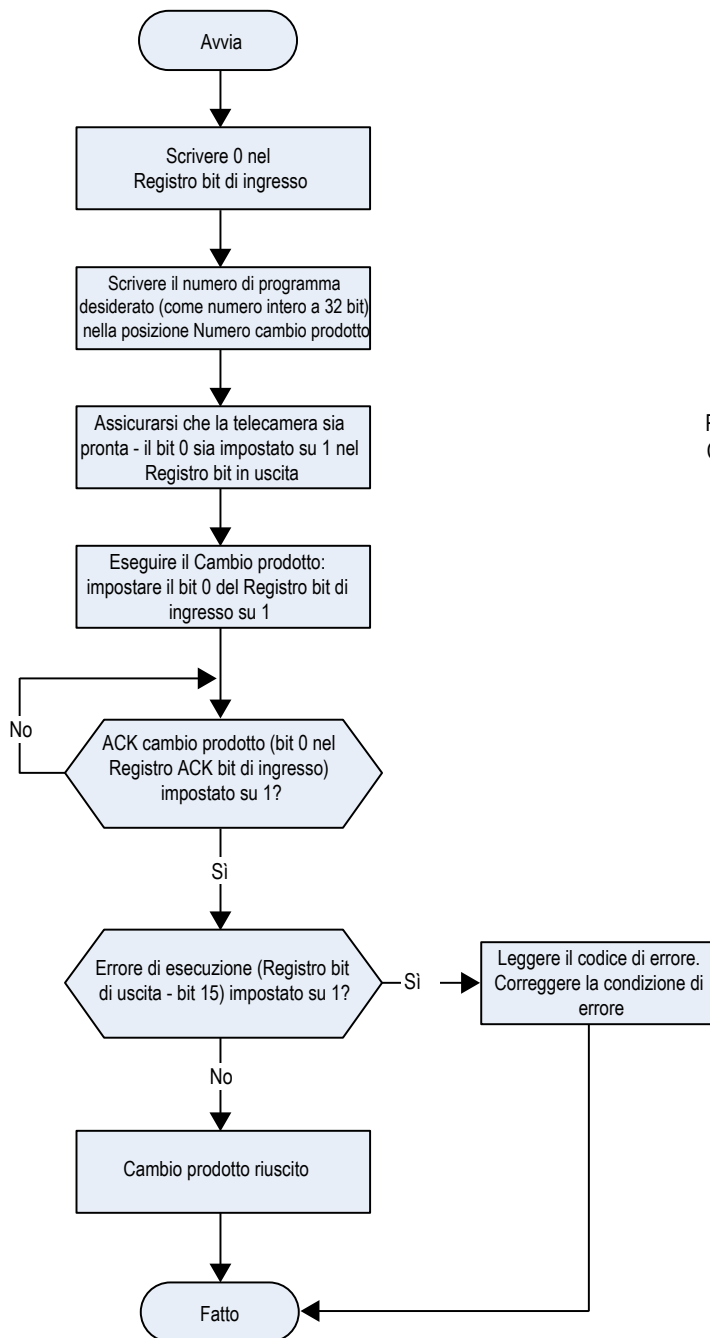 Avvia
Scrivere 0 nel
Registro bit di ingresso
Scrivere il numero di programma
desiderato (come numero intero a 32 bit)
nella posizione Numero cambio prodotto
Assicurarsi che la telecamera sia
pronta - il bit 0 sia impostato su 1 nel
Registro bit in uscita
Eseguire il Cambio prodotto:
impostare il bit 0 del Registro bit di
ingresso su 1
No
ACK cambio prodotto (bit 0 nel
Registro ACK bit di ingresso)
impostato su 1?
Sì
Errore di esecuzione (Registro bit
di uscita - bit 15) impostato su 1?
Sì
Leggere il codice di errore.
Correggere la condizione di
errore
No
Cambio prodotto riuscito
Fatto